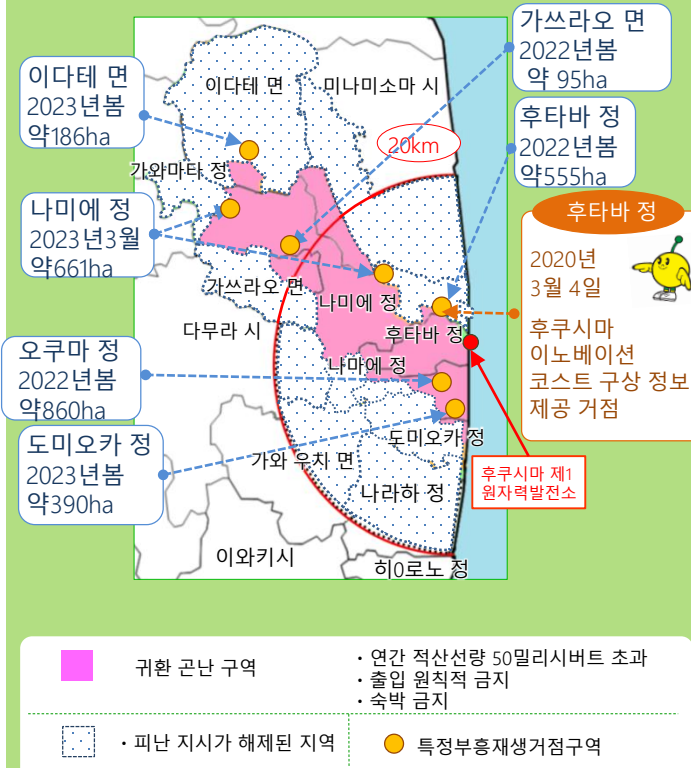 가쓰라오 면
2022년봄
약 95ha
이다테 면
2023년봄
약186ha
이다테 면
미나미소마 시
20km
후타바 정
2022년봄
약555ha
가와마타 정
나미에 정
2023년3월
약661ha
후타바 정
2020년
3월 4일
후쿠시마
이노베이션
코스트 구상 정보
제공 거점
가쓰라오 면
나미에 정
다무라 시
후타바 정
나마에 정
오쿠마 정
2022년봄
약860ha
도미오카 정
2023년봄
약390ha
도미오카 정
가와 우치 면
나라하 정
후쿠시마 제1
원자력발전소
이와키시
히0로노 정
귀환 곤난 구역
・연간 적산선량 50밀리시버트 초과
・출입 원칙적 금지
・숙박 금지
・피난 지시가 해제된 지역
특정부흥재생거점구역